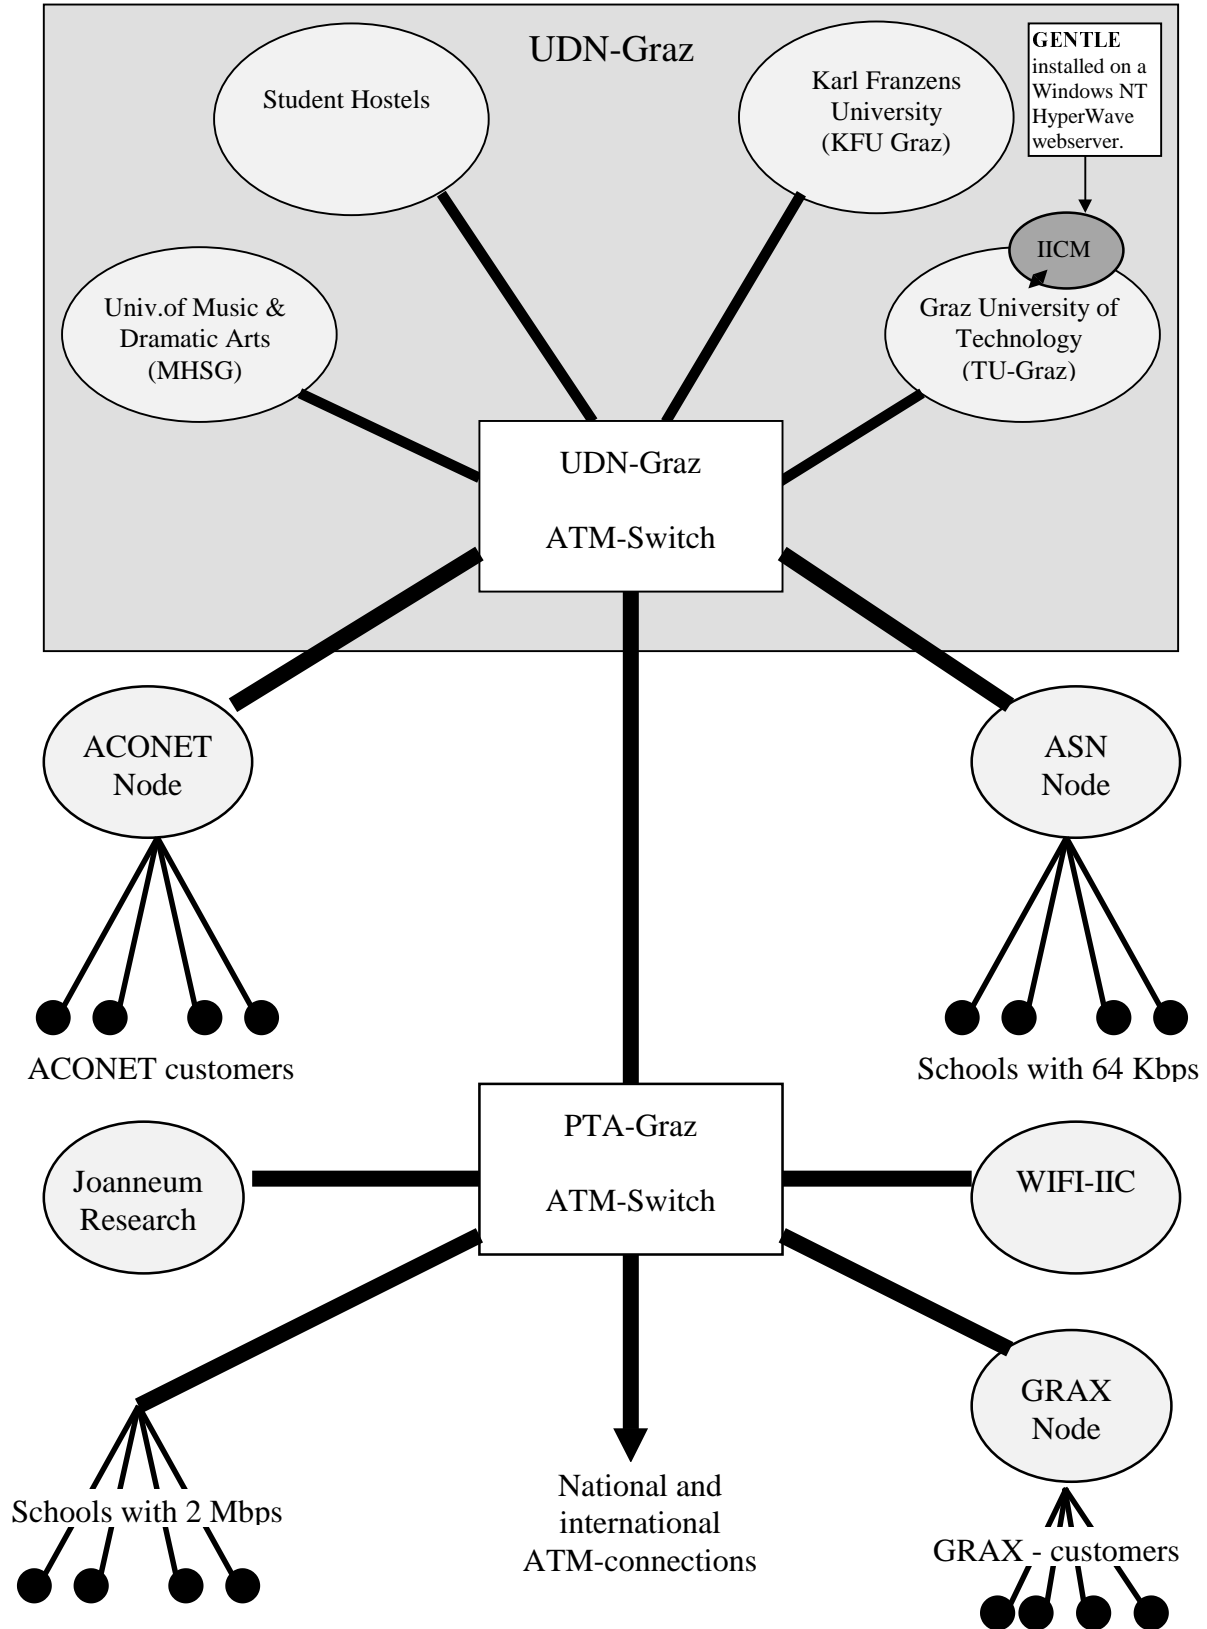 UDN-Graz
GENTLE
installed on a
Windows NT
HyperWave
webserver.
Student Hostels
Karl Franzens
University
(KFU Graz)
IICM
Univ.of Music &
Dramatic Arts
(MHSG)
Graz University of
Technology
(TU-Graz)
UDN-Graz
ATM-Switch
ACONET
Node
ASN
Node
ACONET customers
Schools with 64 Kbps
PTA-Graz
ATM-Switch
Joanneum
Research
WIFI-IIC
GRAX
Node
Schools with 2 Mbps
National and
international
ATM-connections
GRAX - customers